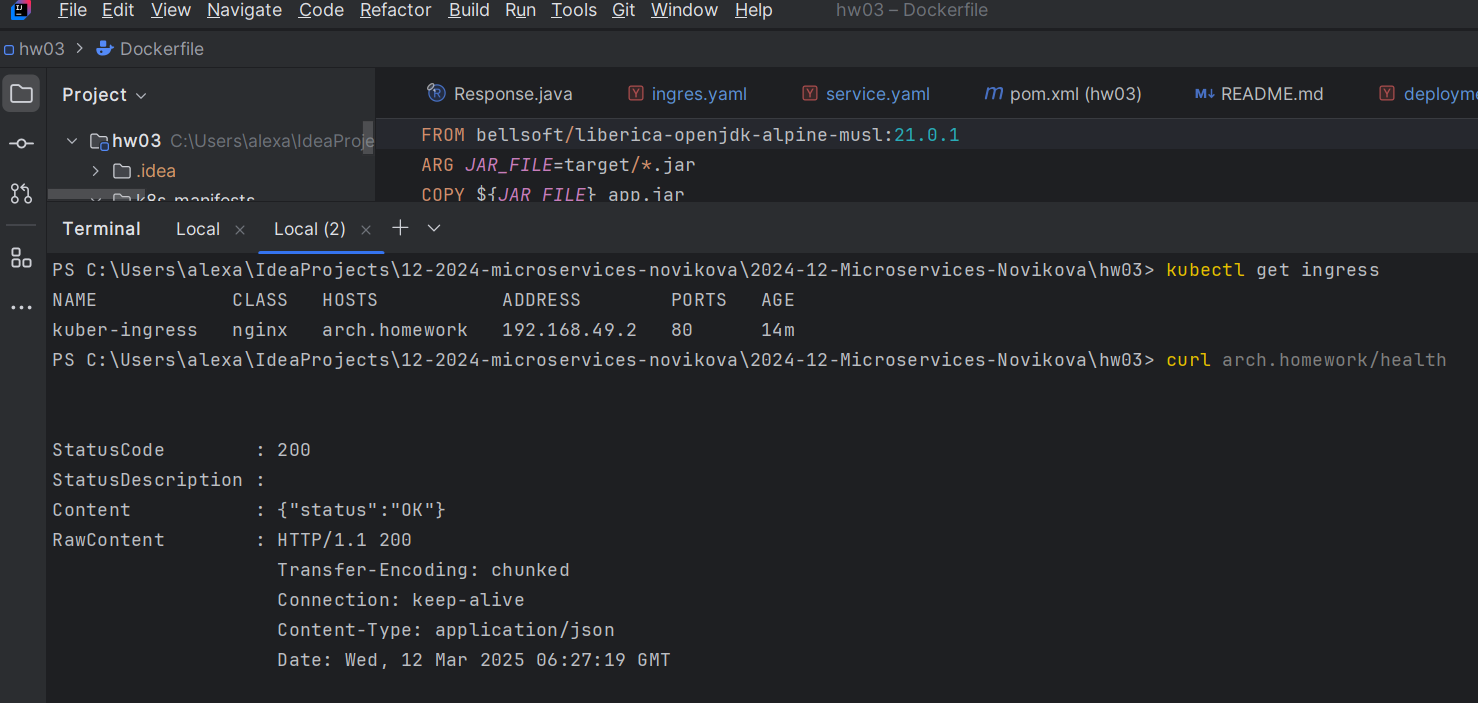 File Edit View Navigate Code Refactor Build Run Tools Git Window Help hw03 – Dockerfile
hw03 > Dockerfile
Project
Response.java ingres.yaml service.yaml pom.xml (hw03) README.md
hw03 C:\Users\alexa\IdeaProje
.idea
k8s_manifests
FROM bellsoft/liberica-openjdk-alpine-musl:21.0.1
ARG JAR_FILE=target/*.jar
COPY ${JAR_FILE} app.jar
Terminal Local × Local (2) × +
PS C:\Users\alexa\IdeaProjects\12-2024-microservices-novikova\2024-12-Microservices-Novikova\hw03> kubectl get ingress
NAME CLASS HOSTS ADDRESS PORTS AGE
kuber-ingress nginx arch.homework 192.168.49.2 80 14m
PS C:\Users\alexa\IdeaProjects\12-2024-microservices-novikova\2024-12-Microservices-Novikova\hw03> curl arch.homework/health
StatusCode : 200
StatusDescription :
Content : {"status":"OK"}
RawContent : HTTP/1.1 200
Transfer-Encoding: chunked
Connection: keep-alive
Content-Type: application/json
Date: Wed, 12 Mar 2025 06:27:19 GMT